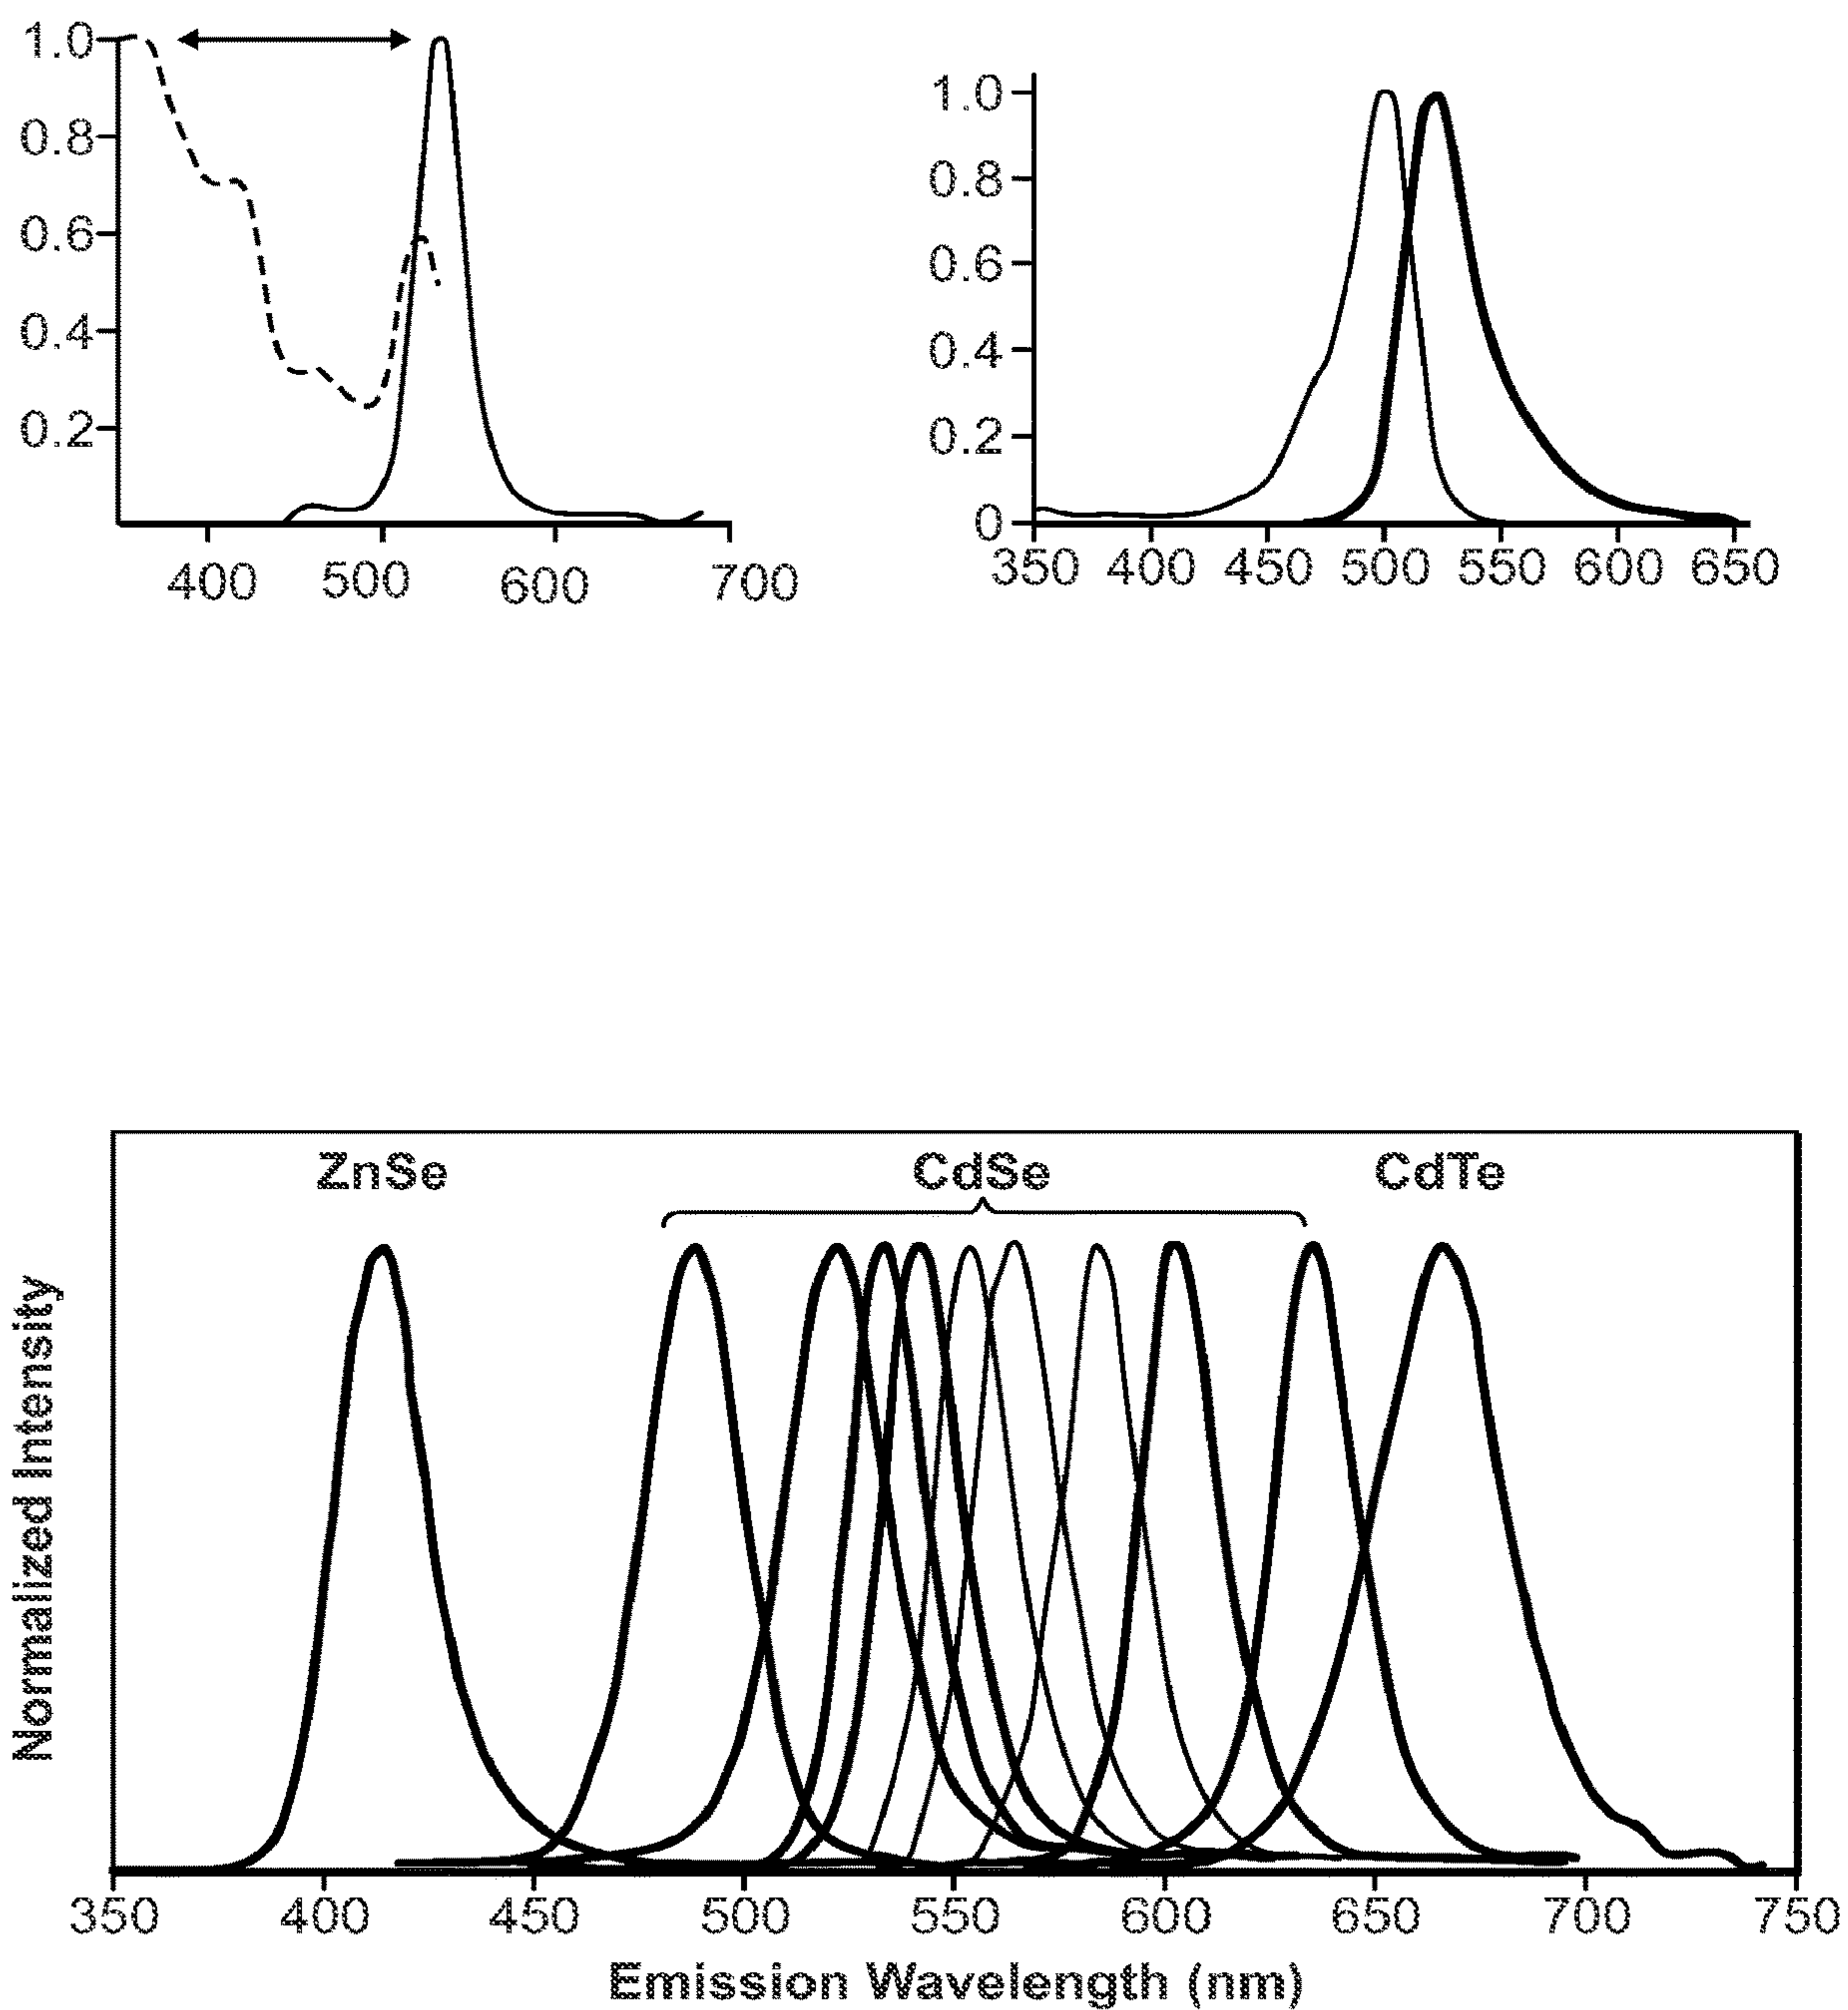 1.0
0.8
0.6
0.4
0.2
400 500 600 700
1.0
0.8
0.6
0.4
0.2
0
350 400 450 500 550 600 650
ZnSe CdSe CdTe
Normalized Intensity
350 400 450 500 550 600 650 700 750
Emission Wavelength (nm)